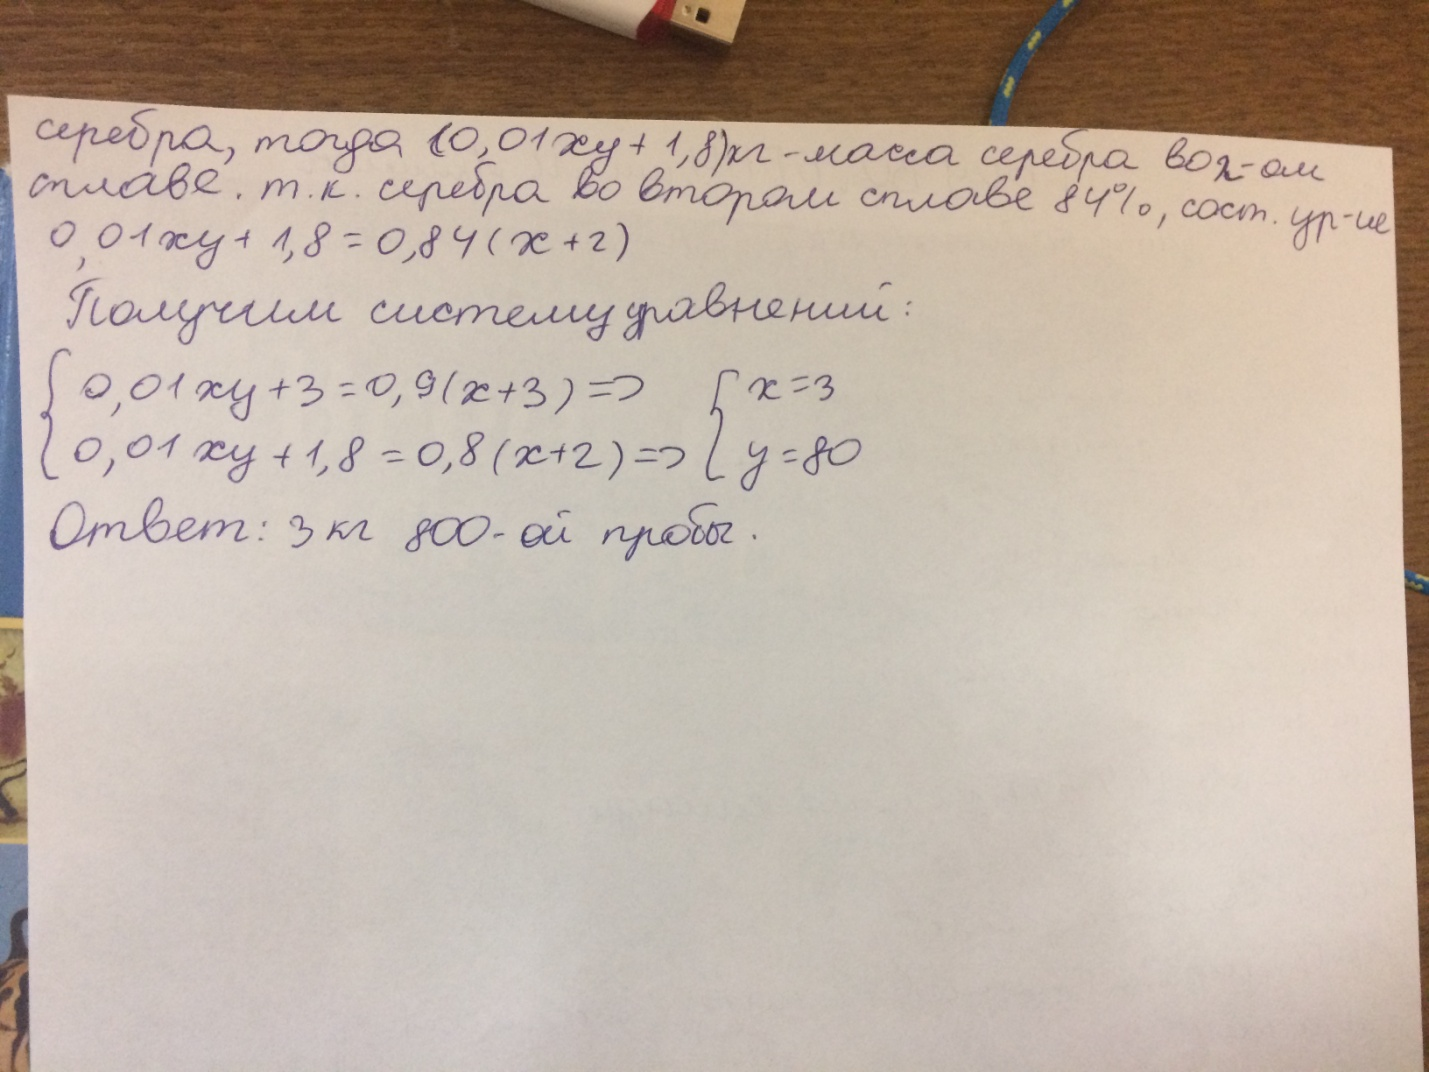 серебра, тогда (0,01xy + 1,8)кг - масса серебра во 2-ом
сплаве. т.к. серебра во втором сплаве 84%, сост. ур-ие
0,01xy + 1,8 = 0,84(x+2)
Получим систему уравнений:
{ 0,01xy + 3 = 0,9(x+3) => { x = 3
0,01xy + 1,8 = 0,8(x+2) => y = 80
Ответ: 3 кг 800-ой пробы.